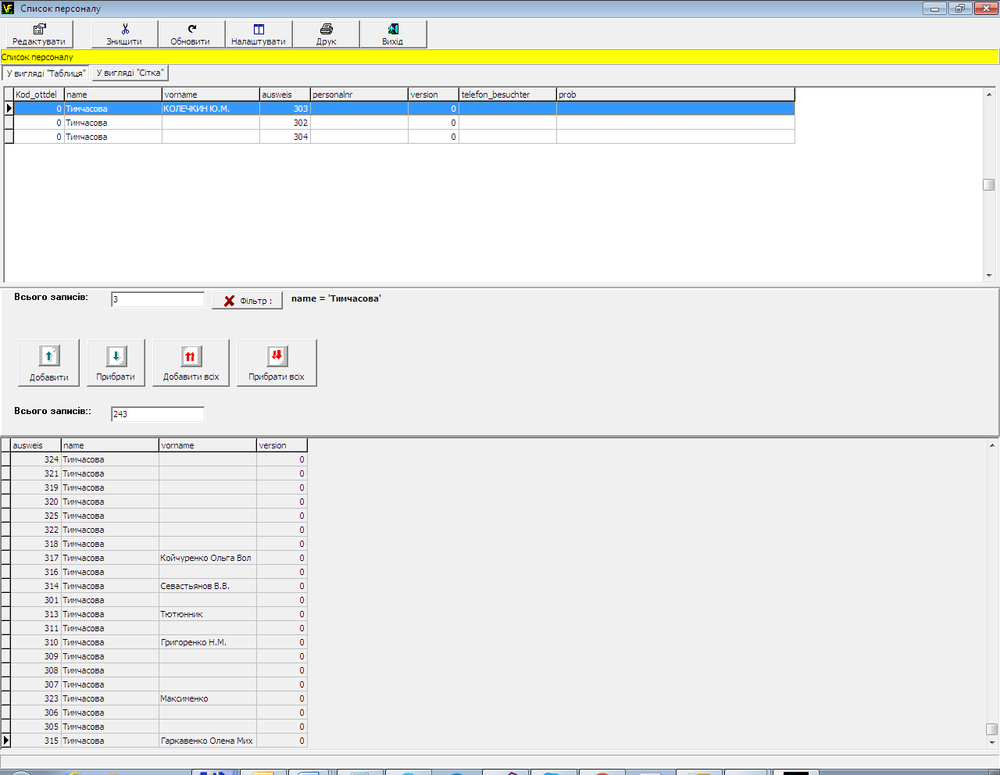 Список персоналу
Редактувати Знищити Обновити Налаштувати Друк Вихід
Список персоналу
У вигляді "Таблиця" У вигляді "Сітка"
Kod_ottdel name vorname ausweis personalnr version telefon_besuchter prob
0 Тимчасова КОЛЕЧКИН Ю.М. 303 0
0 Тимчасова 302 0
0 Тимчасова 304 0
Всього записів: 3 Фільтр : name = 'Тимчасова'
Добавити Прибрати Добавити всіх Прибрати всіх
Всього записів:: 243
ausweis name vorname version
324 Тимчасова 0
321 Тимчасова 0
319 Тимчасова 0
320 Тимчасова 0
325 Тимчасова 0
322 Тимчасова 0
318 Тимчасова 0
317 Тимчасова Койчуренко Ольга Вол 0
316 Тимчасова 0
314 Тимчасова Севастьянов В.В. 0
301 Тимчасова 0
313 Тимчасова Тютюнник 0
311 Тимчасова 0
310 Тимчасова Григоренко Н.М. 0
309 Тимчасова 0
308 Тимчасова 0
307 Тимчасова 0
323 Тимчасова Максименко 0
306 Тимчасова 0
305 Тимчасова 0
315 Тимчасова Гаркавенко Олена Мих 0